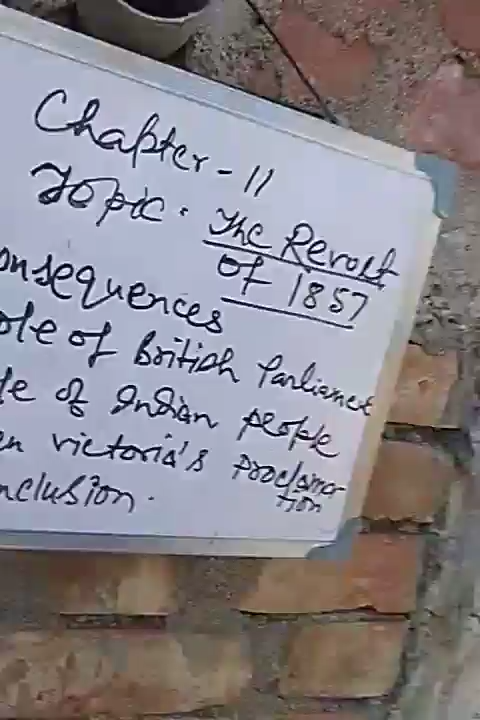 Chapter-11
Topic. The Revolt
of 1857
onsequences
ole of British Parliament
le of Indian people
en victoria's Proclama-
tion
nclusion.